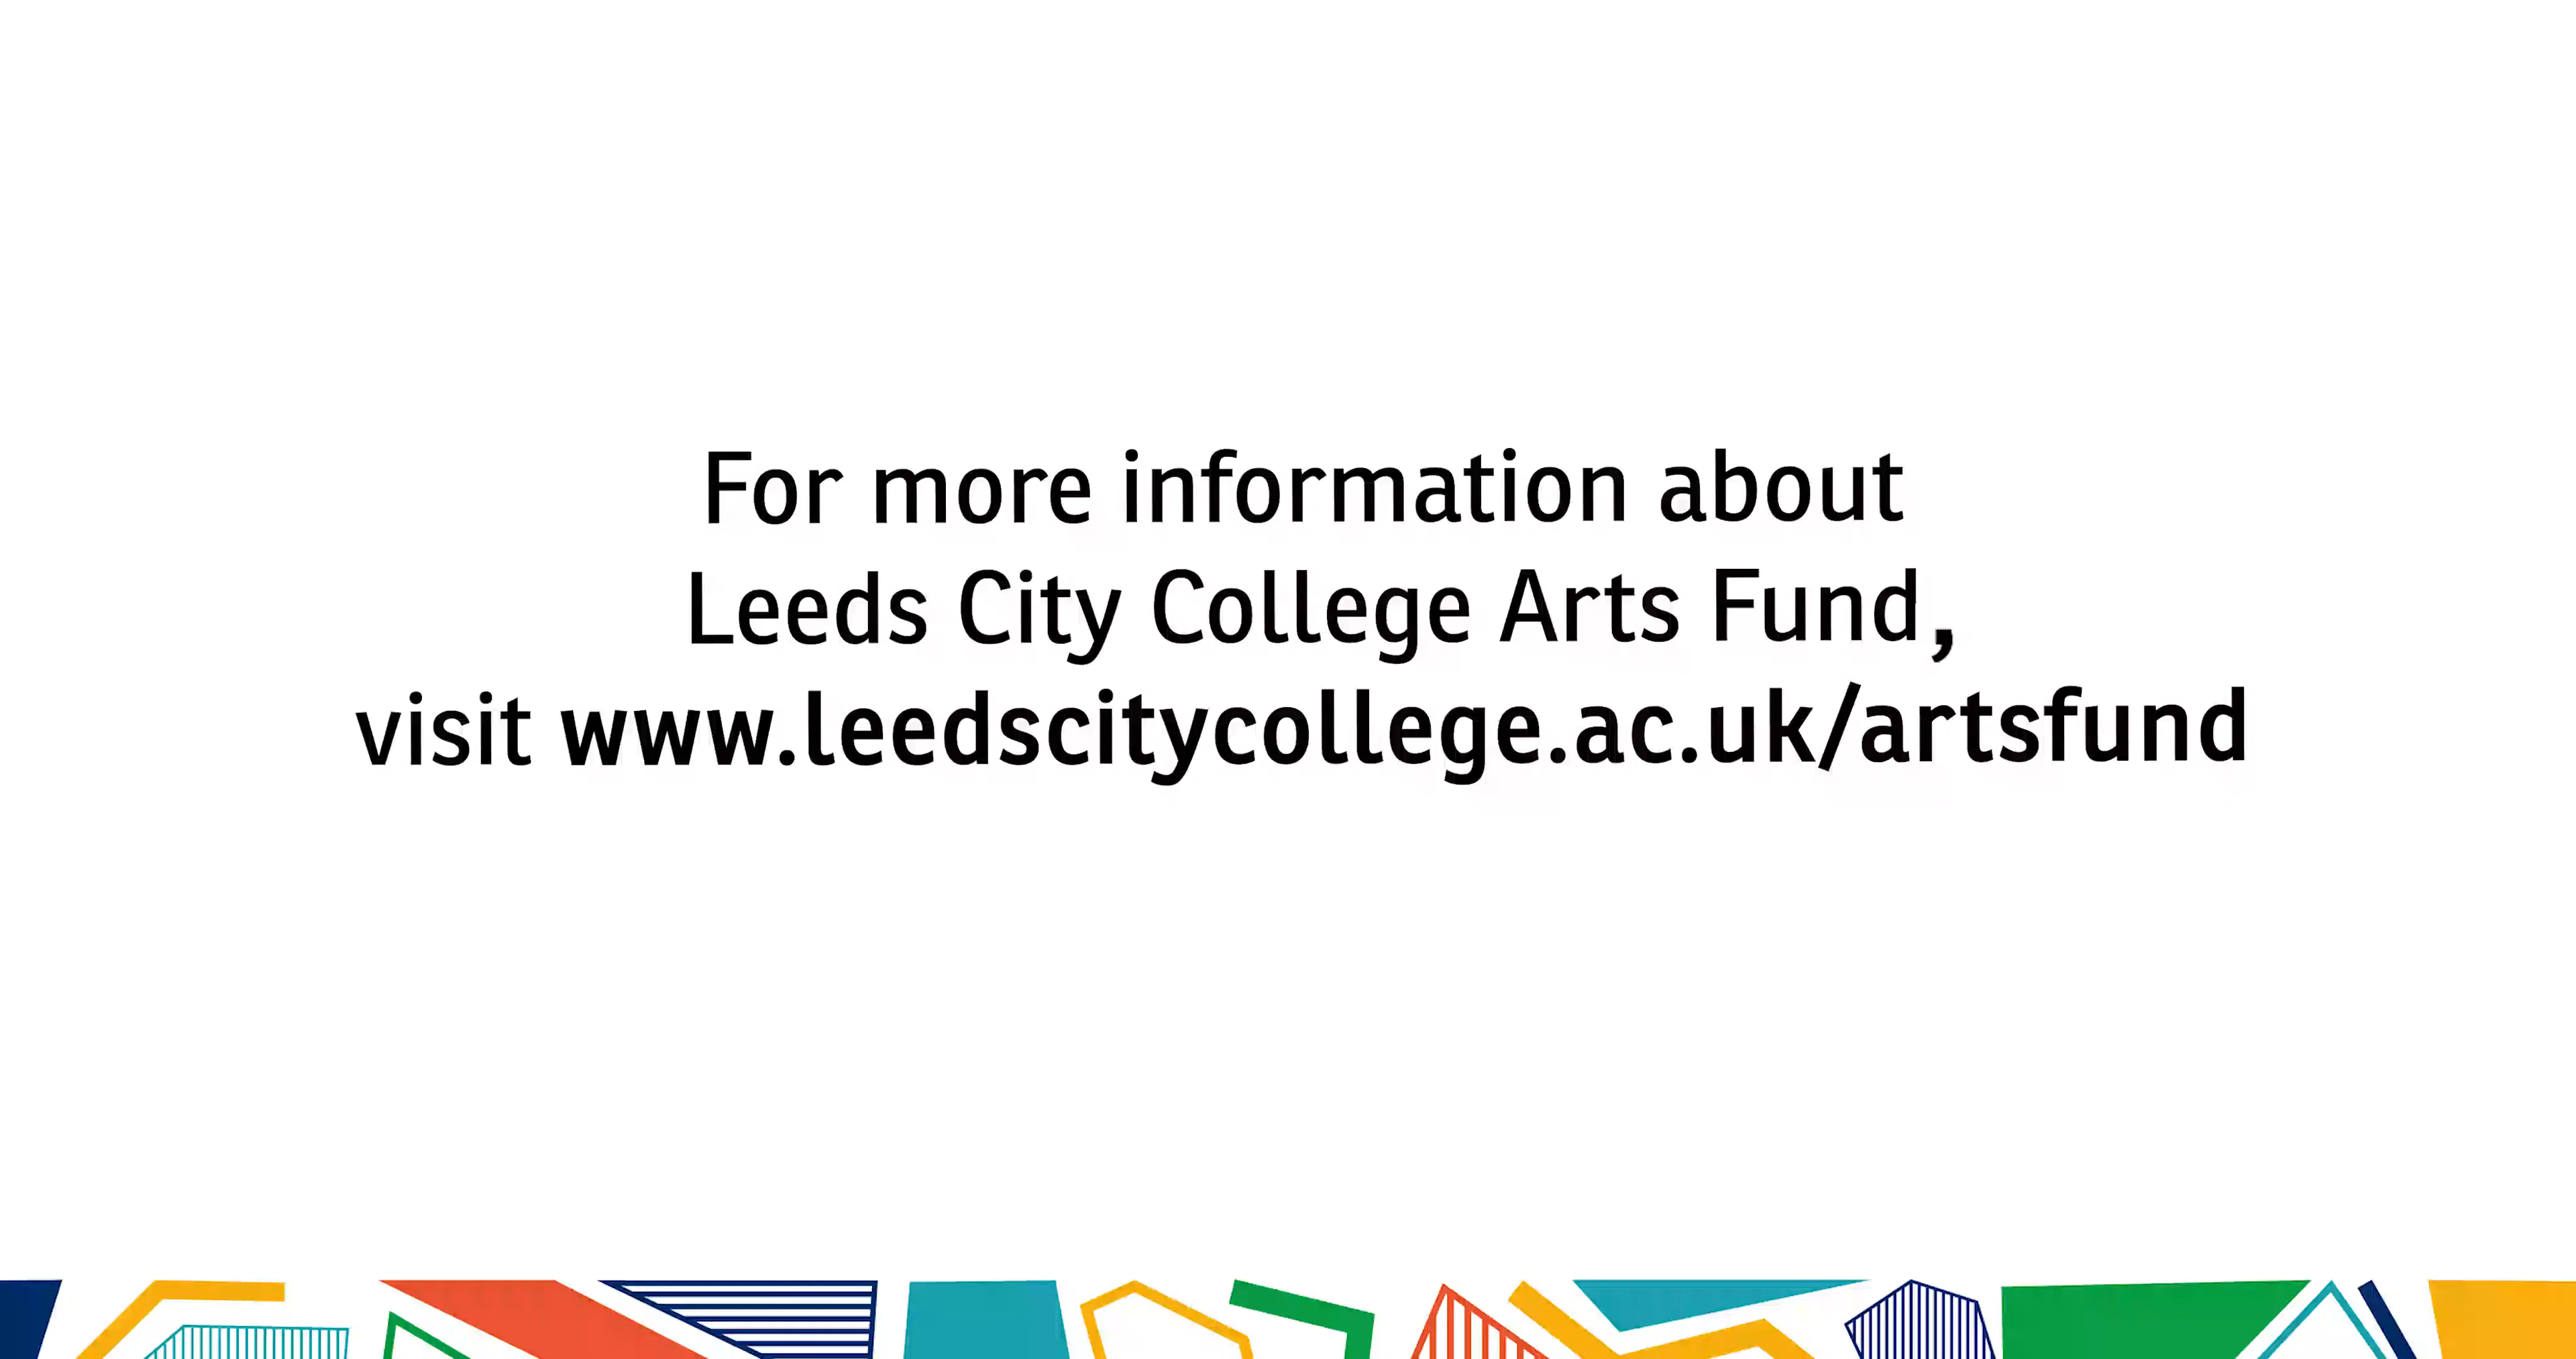 For more information about
Leeds City College Arts Fund,
visit www.leedscitycollege.ac.uk/artsfund